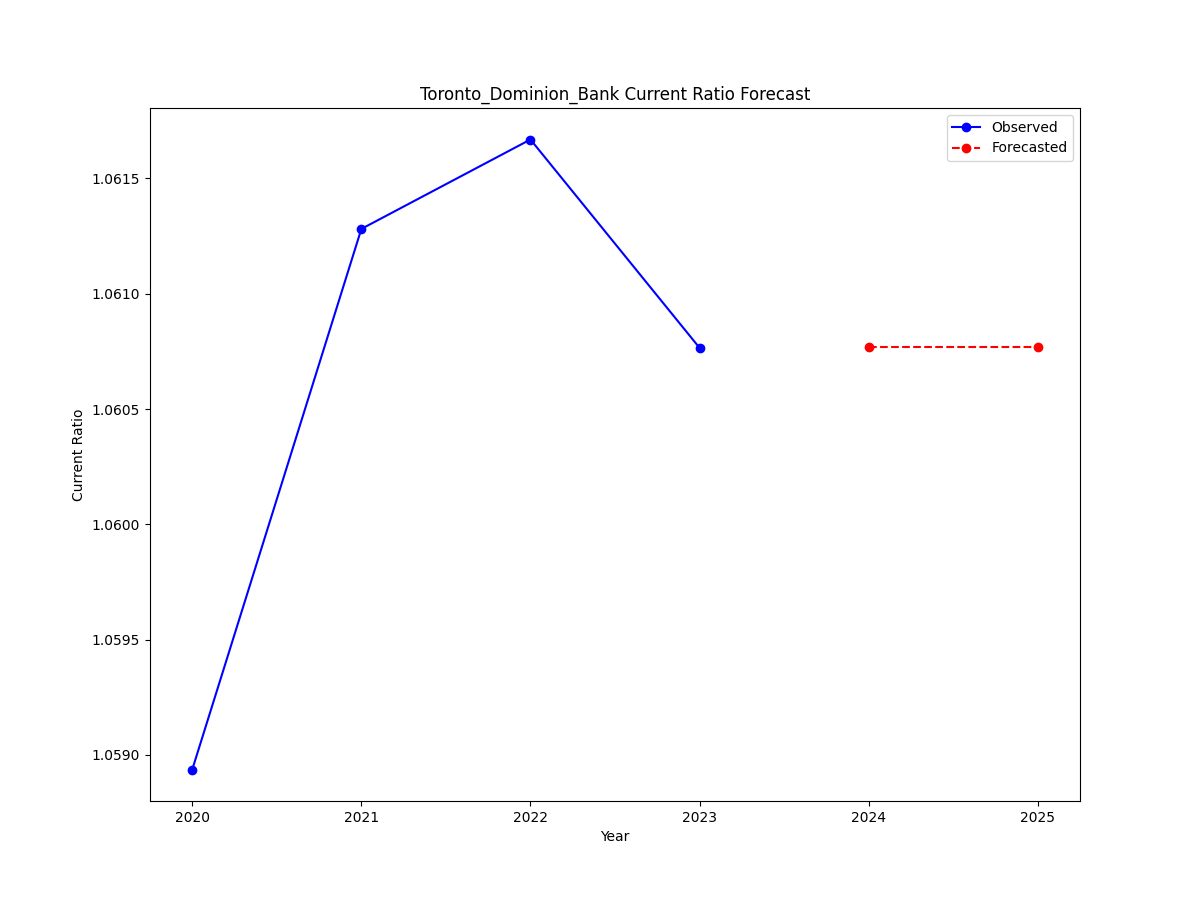 Toronto_Dominion_Bank Current Ratio Forecast
Observed
Forecasted
1.0615
1.0610
1.0605
1.0600
1.0595
1.0590
Current Ratio
2020 2021 2022 2023 2024 2025
Year